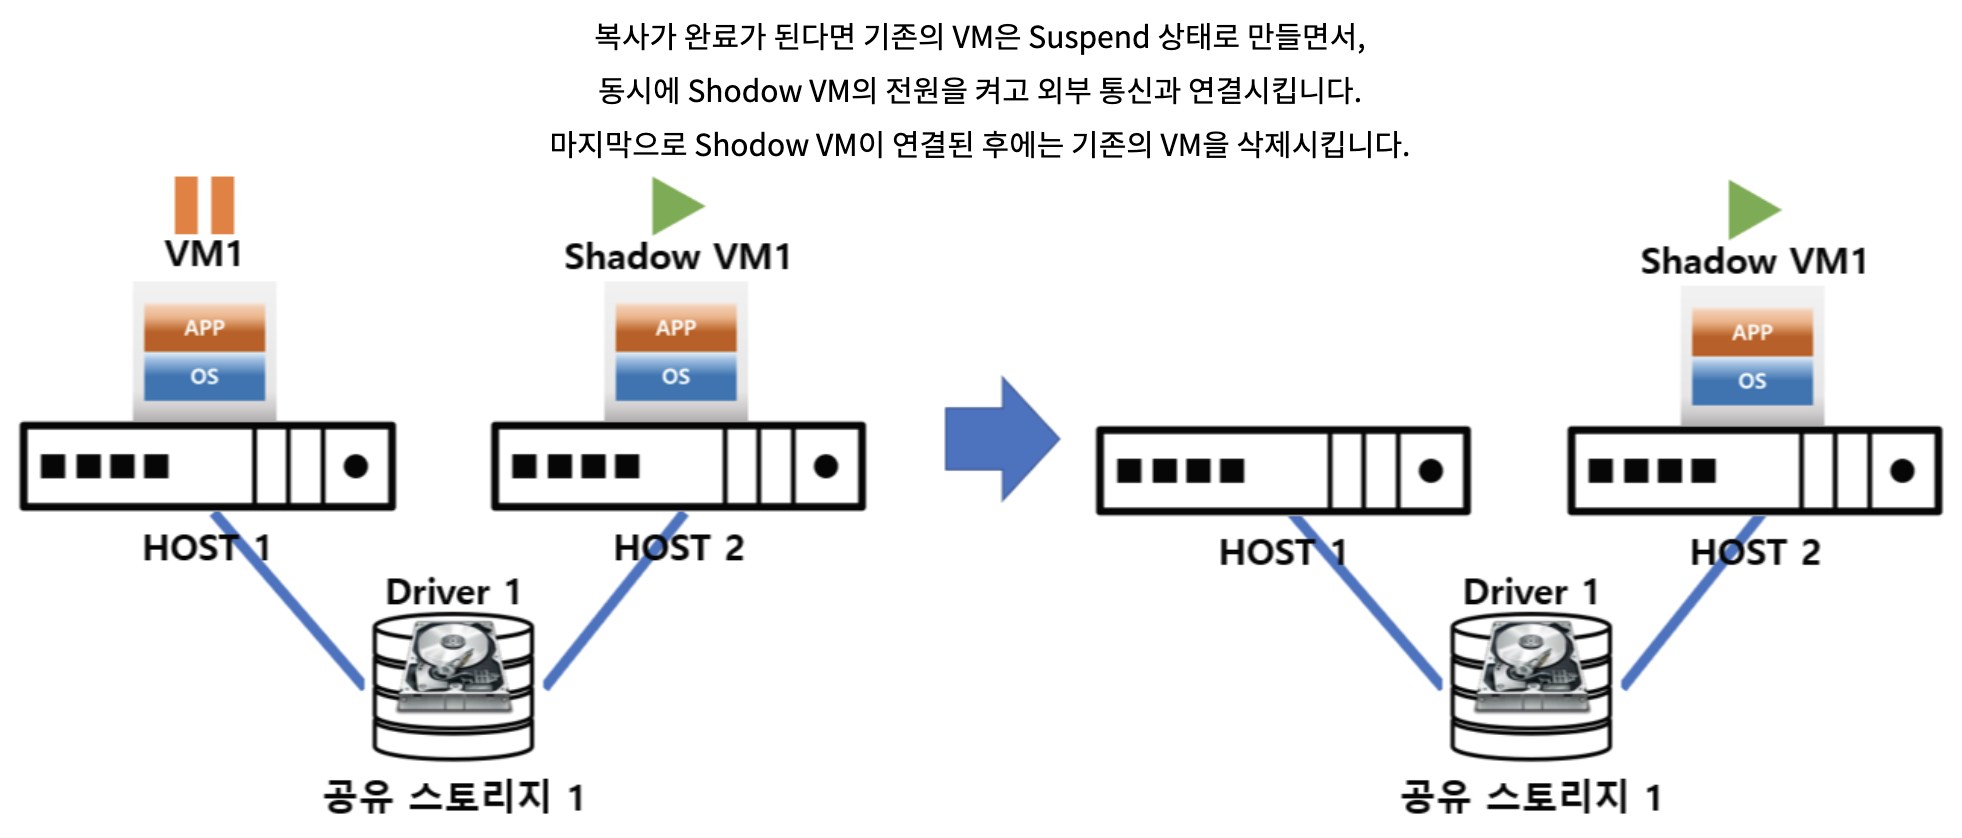 복사가 완료가 된다면 기존의 VM은 Suspend 상태로 만들면서,
동시에 Shodow VM의 전원을 켜고 외부 통신과 연결시킵니다.
마지막으로 Shodow VM이 연결된 후에는 기존의 VM을 삭제시킵니다.
VM1
APP
OS
HOST 1
Shadow VM1
APP
OS
HOST 2
Driver 1
공유 스토리지 1
HOST 1
Shadow VM1
APP
OS
HOST 2
Driver 1
공유 스토리지 1